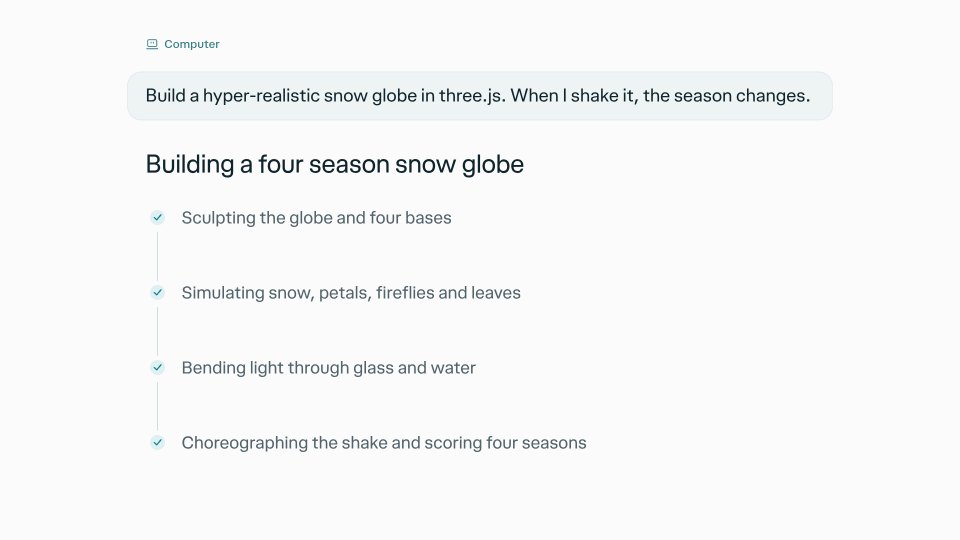 Computer
Build a hyper-realistic snow globe in three.js. When I shake it, the season changes.
Building a four season snow globe
Sculpting the globe and four bases
Simulating snow, petals, fireflies and leaves
Bending light through glass and water
Choreographing the shake and scoring four seasons